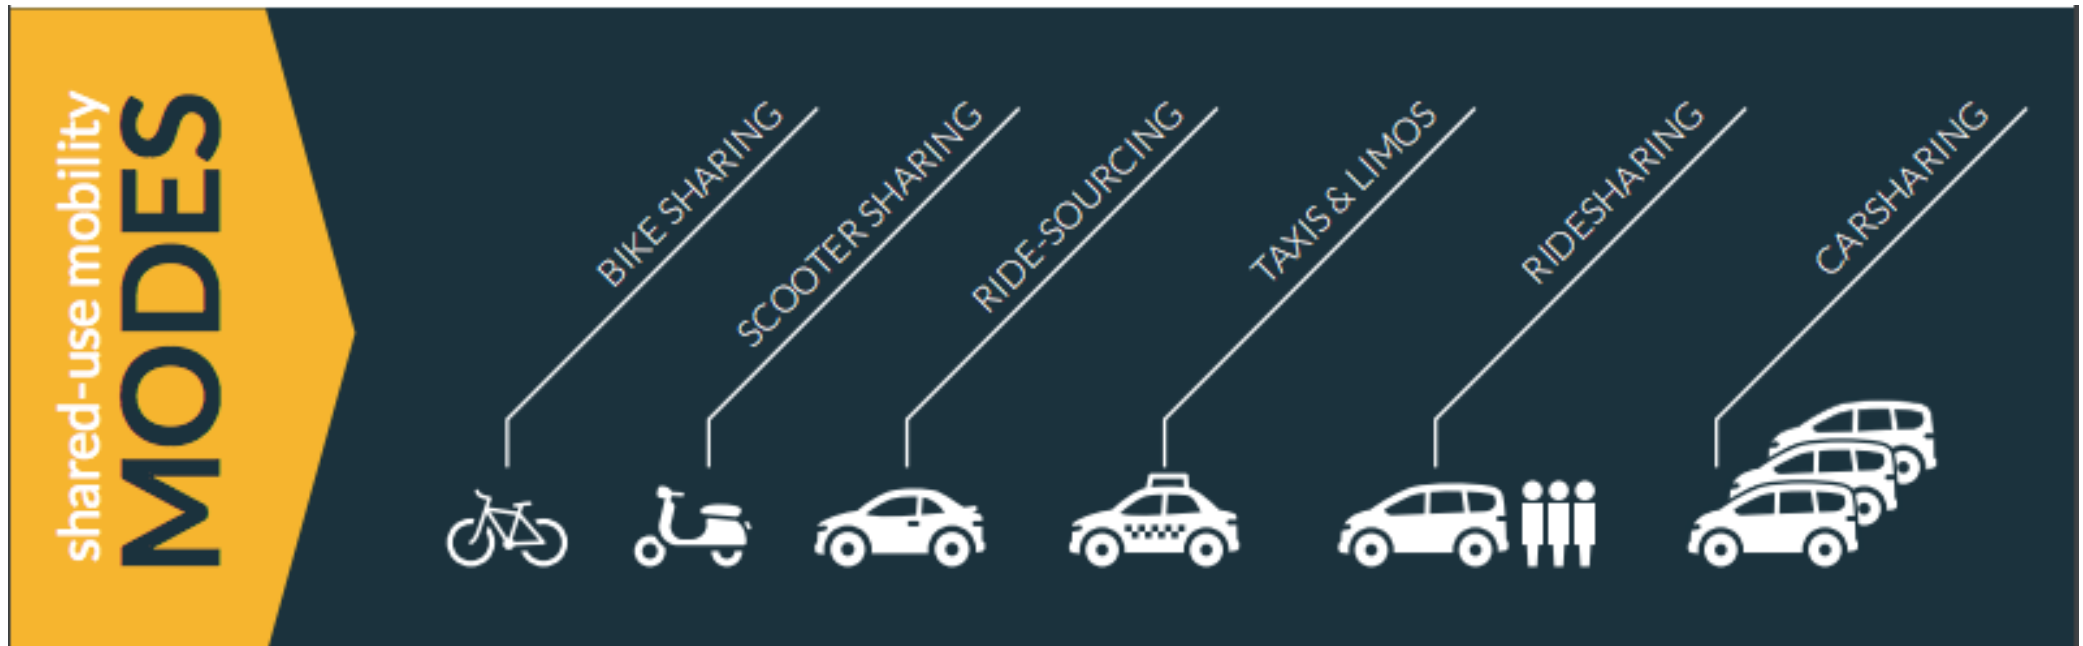 shared-use mobility
MODES
BIKE SHARING
SCOOTER SHARING
RIDE-SOURCING
TAXIS & LIMOS
RIDESHARING
CARSHARING